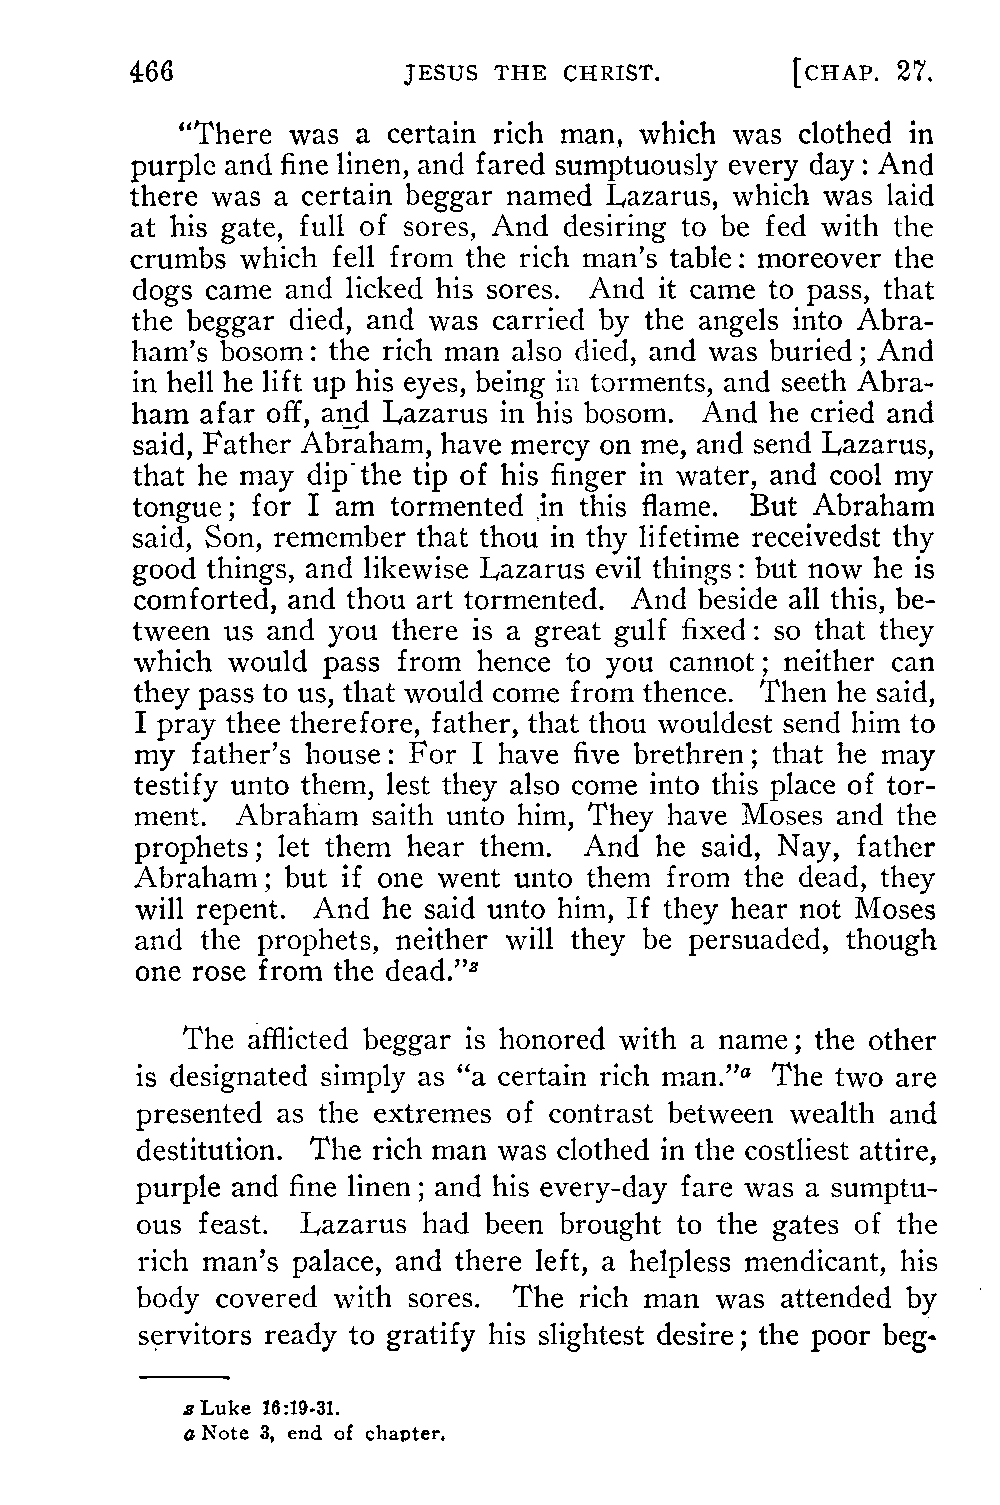 466 JESUS THE CHRIST. [CHAP. 27.
“There was a certain rich man, which was clothed in
purple and fine linen, and fared sumptuously every day: And
there was a certain beggar named Lazarus, which was laid
at his gate, full of sores, And desiring to be fed with the
crumbs which fell from the rich man’s table: moreover the
dogs came and licked his sores. And it came to pass, that
the beggar died, and was carried by the angels into Abra-
ham’s bosom: the rich man also died, and was buried; And
in hell he lift up his eyes, being in torments, and seeth Abra-
ham afar off, and Lazarus in his bosom. And he cried and
said, Father Abraham, have mercy on me, and send Lazarus,
that he may dip the tip of his finger in water, and cool my
tongue; for I am tormented in this flame. But Abraham
said, Son, remember that thou in thy lifetime receivedst thy
good things, and likewise Lazarus evil things: but now he is
comforted, and thou art tormented. And beside all this, be-
tween us and you there is a great gulf fixed: so that they
which would pass from hence to you cannot; neither can
they pass to us, that would come from thence. Then he said,
I pray thee therefore, father, that thou wouldest send him to
my father’s house: For I have five brethren; that he may
testify unto them, lest they also come into this place of tor-
ment. Abraham saith unto him, They have Moses and the
prophets; let them hear them. And he said, Nay, father
Abraham; but if one went unto them from the dead, they
will repent. And he said unto him, If they hear not Moses
and the prophets, neither will they be persuaded, though
one rose from the dead.”z
The afflicted beggar is honored with a name; the other
is designated simply as “a certain rich man.”a The two are
presented as the extremes of contrast between wealth and
destitution. The rich man was clothed in the costliest attire,
purple and fine linen; and his every-day fare was a sumptu-
ous feast. Lazarus had been brought to the gates of the
rich man’s palace, and there left, a helpless mendicant, his
body covered with sores. The rich man was attended by
servitors ready to gratify his slightest desire; the poor beg-
z Luke 16:19-31.
a Note 3, end of chapter.